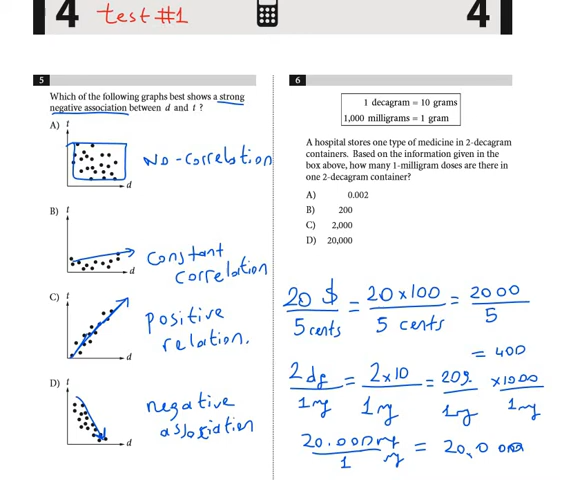 4 test #1 4
5
Which of the following graphs best shows a strong
negative association between d and t ?
A) t
d
No-correlation
B) t
d
constant
correlation
C) t
d
positive
relation.
D) t
d
negative
association
6
1 decagram = 10 grams
1,000 milligrams = 1 gram
A hospital stores one type of medicine in 2-decagram
containers. Based on the information given in the
box above, how many 1-milligram doses are there in
one 2-decagram container?
A) 0.002
B) 200
C) 2,000
D) 20,000
20 $ / 5 cents = 20 x 100 / 5 cents = 2000 / 5
= 400
2 dg / 1 mg = 2 x 10 / 1 mg = 20 g. / 1 mg x 1000 / 1 mg
20.000 mg / 1 mg = 20,000